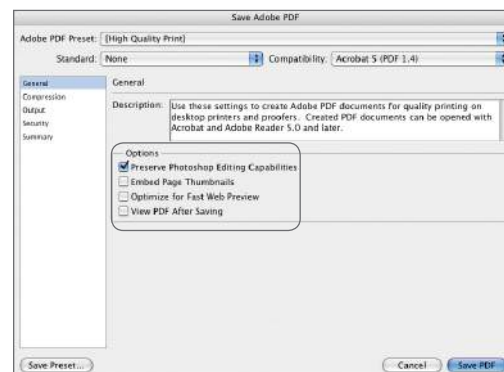 Save Adobe PDF
Adobe PDF Preset: [High Quality Print]
Standard: None Compatibility: Acrobat 5 (PDF 1.4)
General
Compression
Output
Security
Summary
General
Description: Use these settings to create Adobe PDF documents for quality printing on
desktop printers and proofers. Created PDF documents can be opened with
Acrobat and Adobe Reader 5.0 and later.
Options
Preserve Photoshop Editing Capabilities
Embed Page Thumbnails
Optimize for Fast Web Preview
View PDF After Saving
Save Preset... Cancel Save PDF